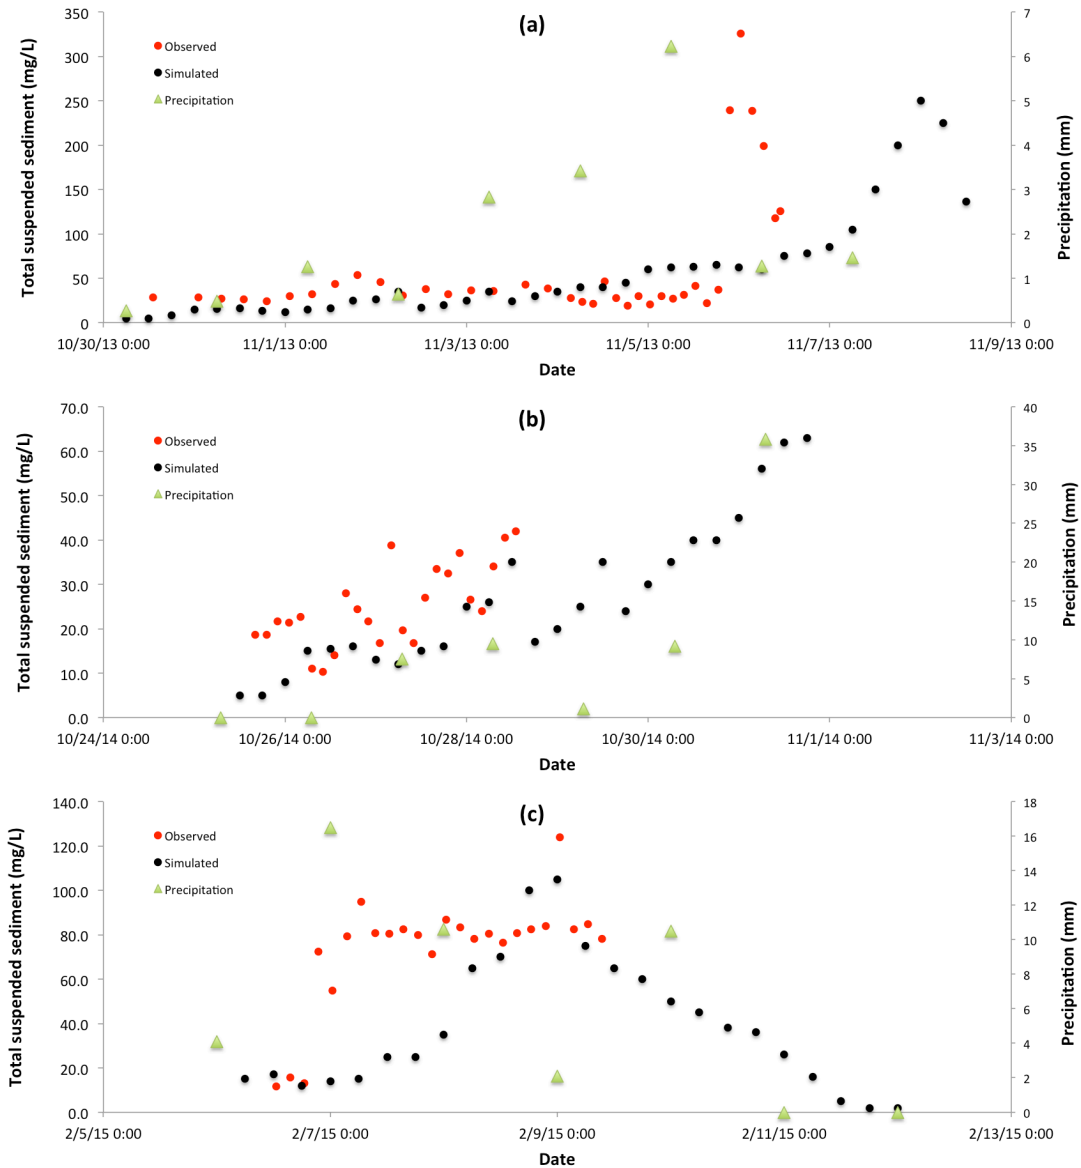 (a)
Total suspended sediment (mg/L)
350
300
250
200
150
100
50
0
Observed
Simulated
Precipitation
7
6
5
4
3
2
1
0
Precipitation (mm)
10/30/13 0:00 11/1/13 0:00 11/3/13 0:00 11/5/13 0:00 11/7/13 0:00 11/9/13 0:00
Date
(b)
Total suspended sediment (mg/L)
70.0
60.0
50.0
40.0
30.0
20.0
10.0
0.0
Observed
Simulated
Precipitation
40
35
30
25
20
15
10
5
0
Precipitation (mm)
10/24/14 0:00 10/26/14 0:00 10/28/14 0:00 10/30/14 0:00 11/1/14 0:00 11/3/14 0:00
Date
(c)
Total suspended sediment (mg/L)
140.0
120.0
100.0
80.0
60.0
40.0
20.0
0.0
Observed
Simulated
Precipitation
18
16
14
12
10
8
6
4
2
0
Precipitation (mm)
2/5/15 0:00 2/7/15 0:00 2/9/15 0:00 2/11/15 0:00 2/13/15 0:00
Date